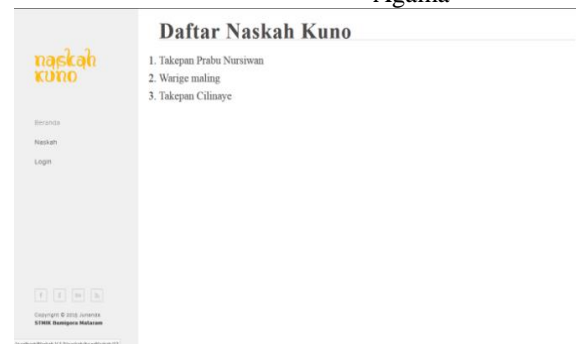 Agama
Daftar Naskah Kuno
naskah
kuno
1. Takepan Prabu Nursiwan
2. Warige maling
3. Takepan Cilinaye
Beranda
Naskah
Login
Copyright © 2015 Junanda
STMIK Bumigora Mataram